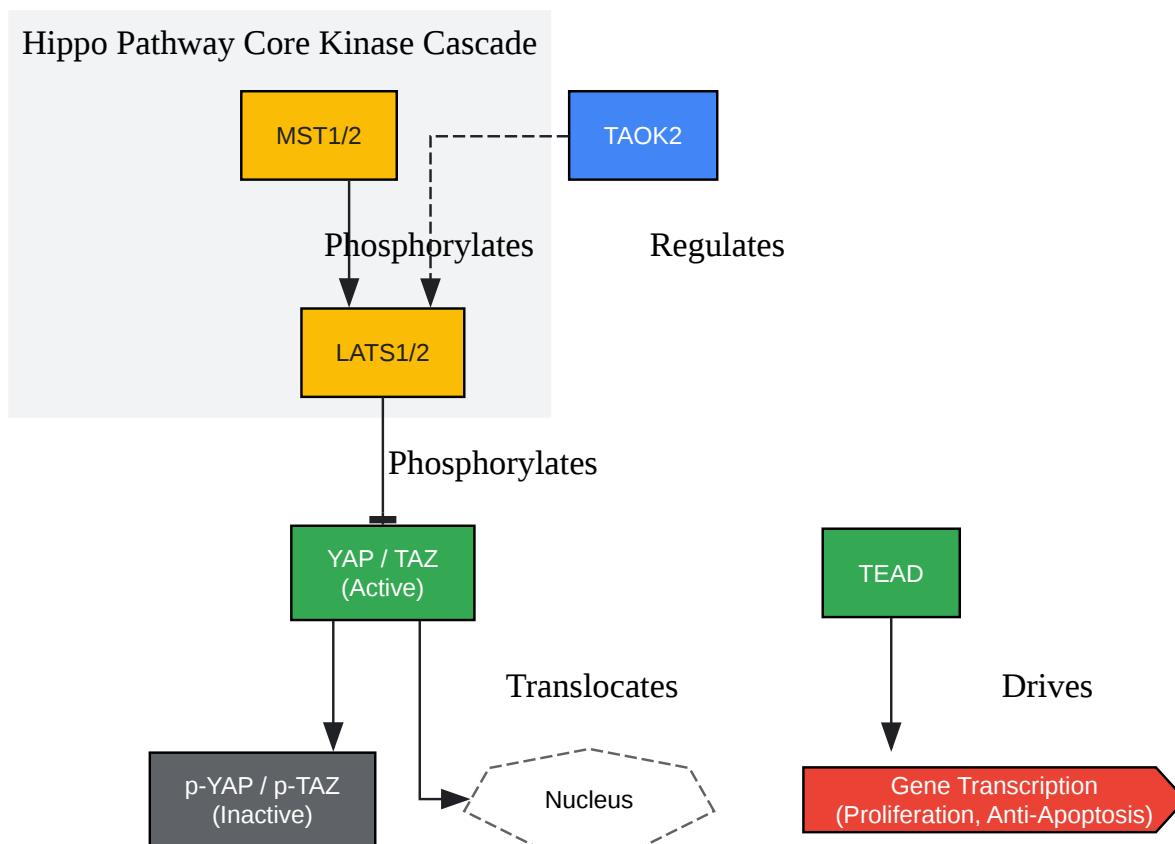 Hippo Pathway Core Kinase Cascade
MST1/2
TAOK2
Phosphorylates
Regulates
LATS1/2
Phosphorylates
YAP / TAZ
(Active)
TEAD
Translocates
Drives
p-YAP / p-TAZ
(Inactive)
Nucleus
Gene Transcription
(Proliferation, Anti-Apoptosis)